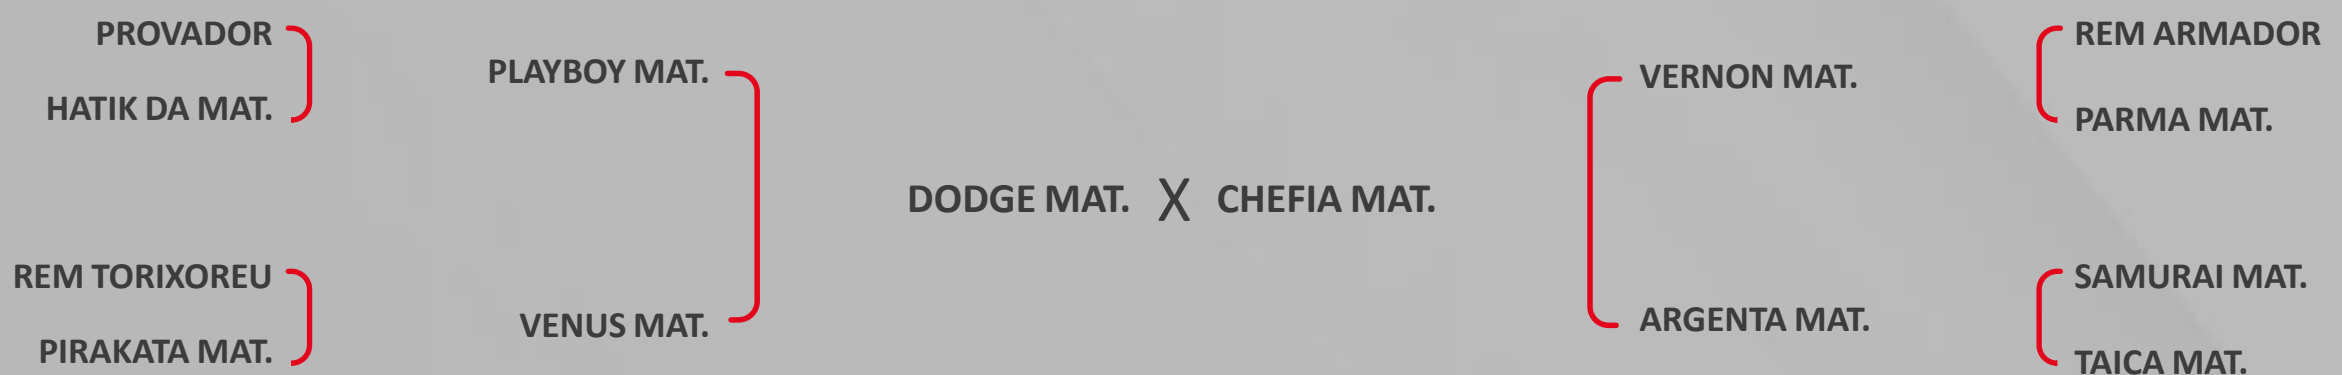 PROVADOR
HATIK DA MAT.
REM TORIXOREU
PIRAKATA MAT.
PLAYBOY MAT.
VENUS MAT.
DODGE MAT. X CHEFIA MAT.
VERNON MAT.
ARGENTA MAT.
REM ARMADOR
PARMA MAT.
SAMURAI MAT.
TAICA MAT.